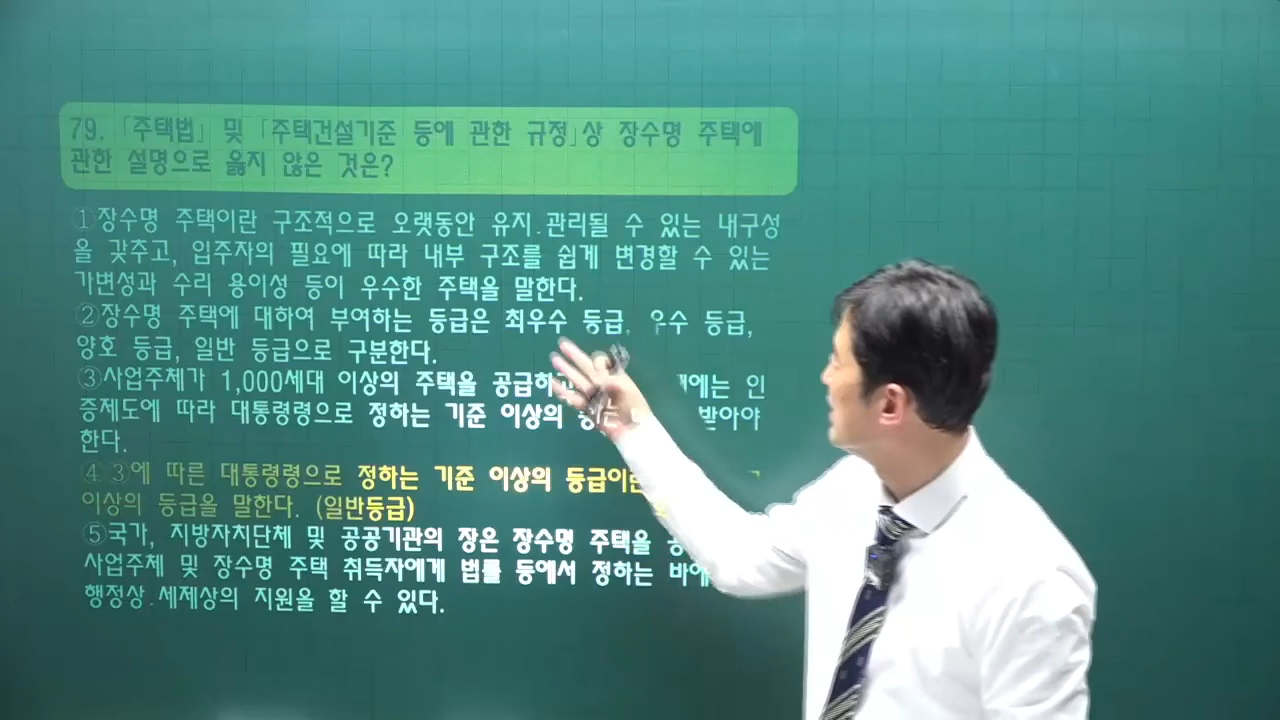 79. 「주택법」 및 「주택건설기준 등에 관한 규정」상 장수명 주택에
관한 설명으로 옳지 않은 것은?
①장수명 주택이란 구조적으로 오랫동안 유지·관리될 수 있는 내구성
을 갖추고, 입주자의 필요에 따라 내부 구조를 쉽게 변경할 수 있는
가변성과 수리 용이성 등이 우수한 주택을 말한다.
②장수명 주택에 대하여 부여하는 등급은 최우수 등급, 우수 등급,
양호 등급, 일반 등급으로 구분한다.
③사업주체가 1,000세대 이상의 주택을 공급하고 인
증제도에 따라 대통령령으로 정하는 기준 이상의 받아야
한다.
④③에 따른 대통령령으로 정하는 기준 이상의 등급이란
이상의 등급을 말한다. (일반등급)
⑤국가, 지방자치단체 및 공공기관의 장은 장수명 주택을
사업주체 및 장수명 주택 취득자에게 법률 등에서 정하는 바에
행정상·세제상의 지원을 할 수 있다.